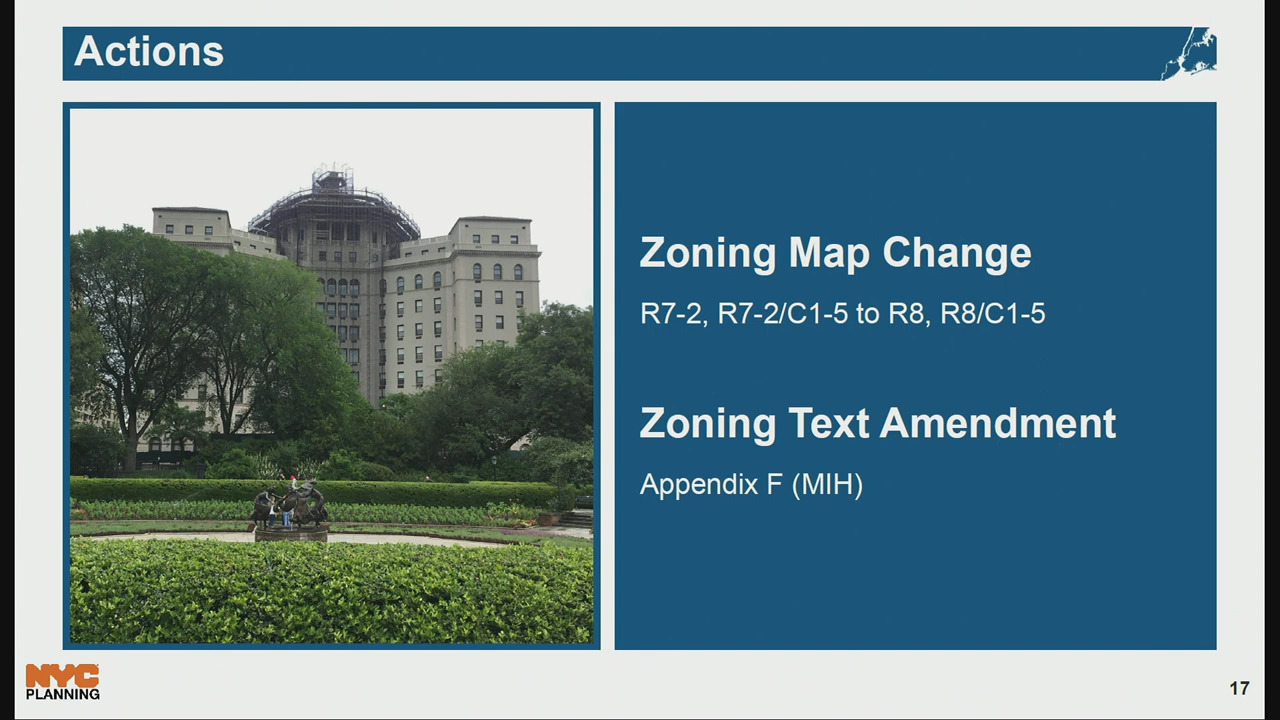 Actions
Zoning Map Change
R7-2, R7-2/C1-5 to R8, R8/C1-5
Zoning Text Amendment
Appendix F (MIH)
NYC
PLANNING
17